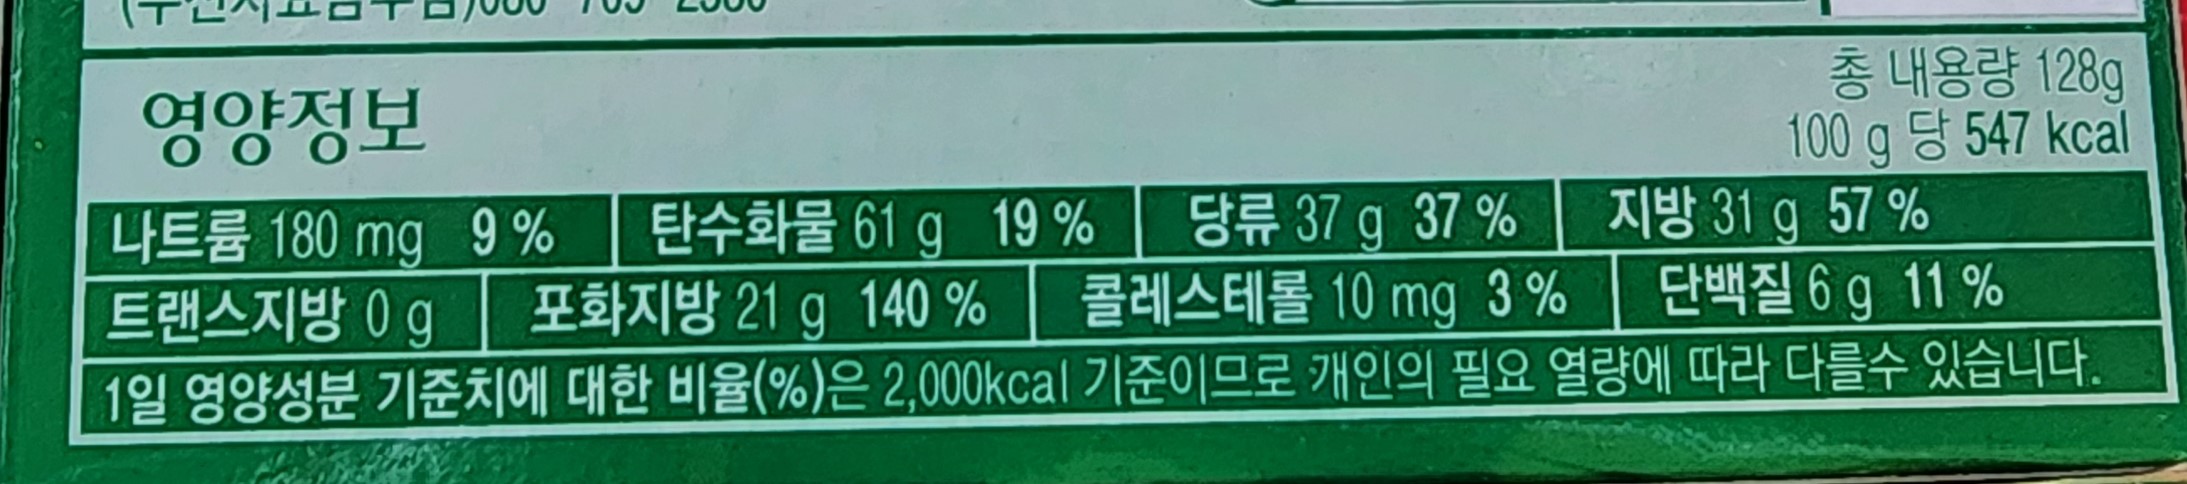 영양정보
총 내용량 128g
100 g 당 547 kcal
나트륨 180 mg 9 % 탄수화물 61 g 19 % 당류 37 g 37 % 지방 31 g 57 %
트랜스지방 0 g 포화지방 21 g 140 % 콜레스테롤 10 mg 3 % 단백질 6 g 11 %
1일 영양성분 기준치에 대한 비율(%)은 2,000kcal 기준이므로 개인의 필요 열량에 따라 다를수 있습니다.